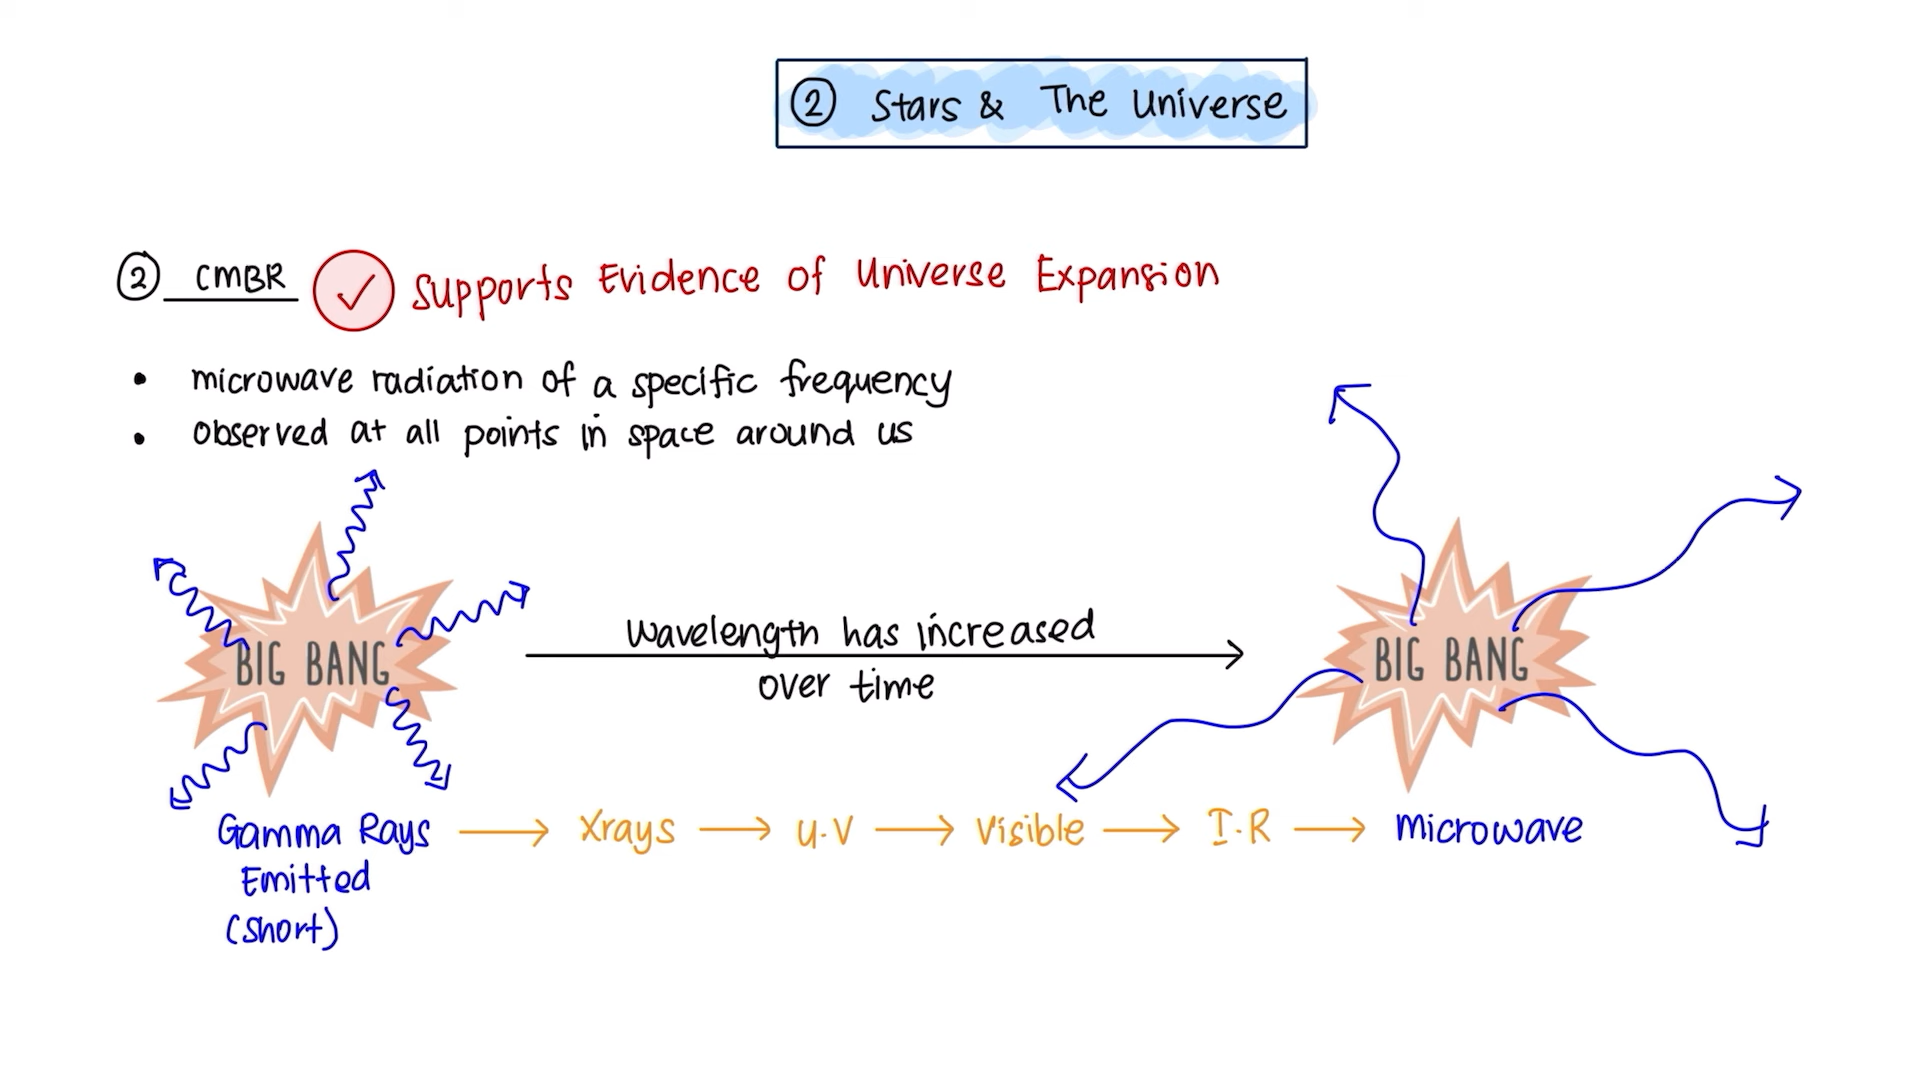 ② Stars & The Universe
② CMBR ✓ Supports Evidence of Universe Expansion
• microwave radiation of a specific frequency
• observed at all points in space around us
Wavelength has increased
over time
BIG BANG
BIG BANG
Gamma Rays → Xrays → U.V → Visible → I.R → Microwave
Emitted
(short)